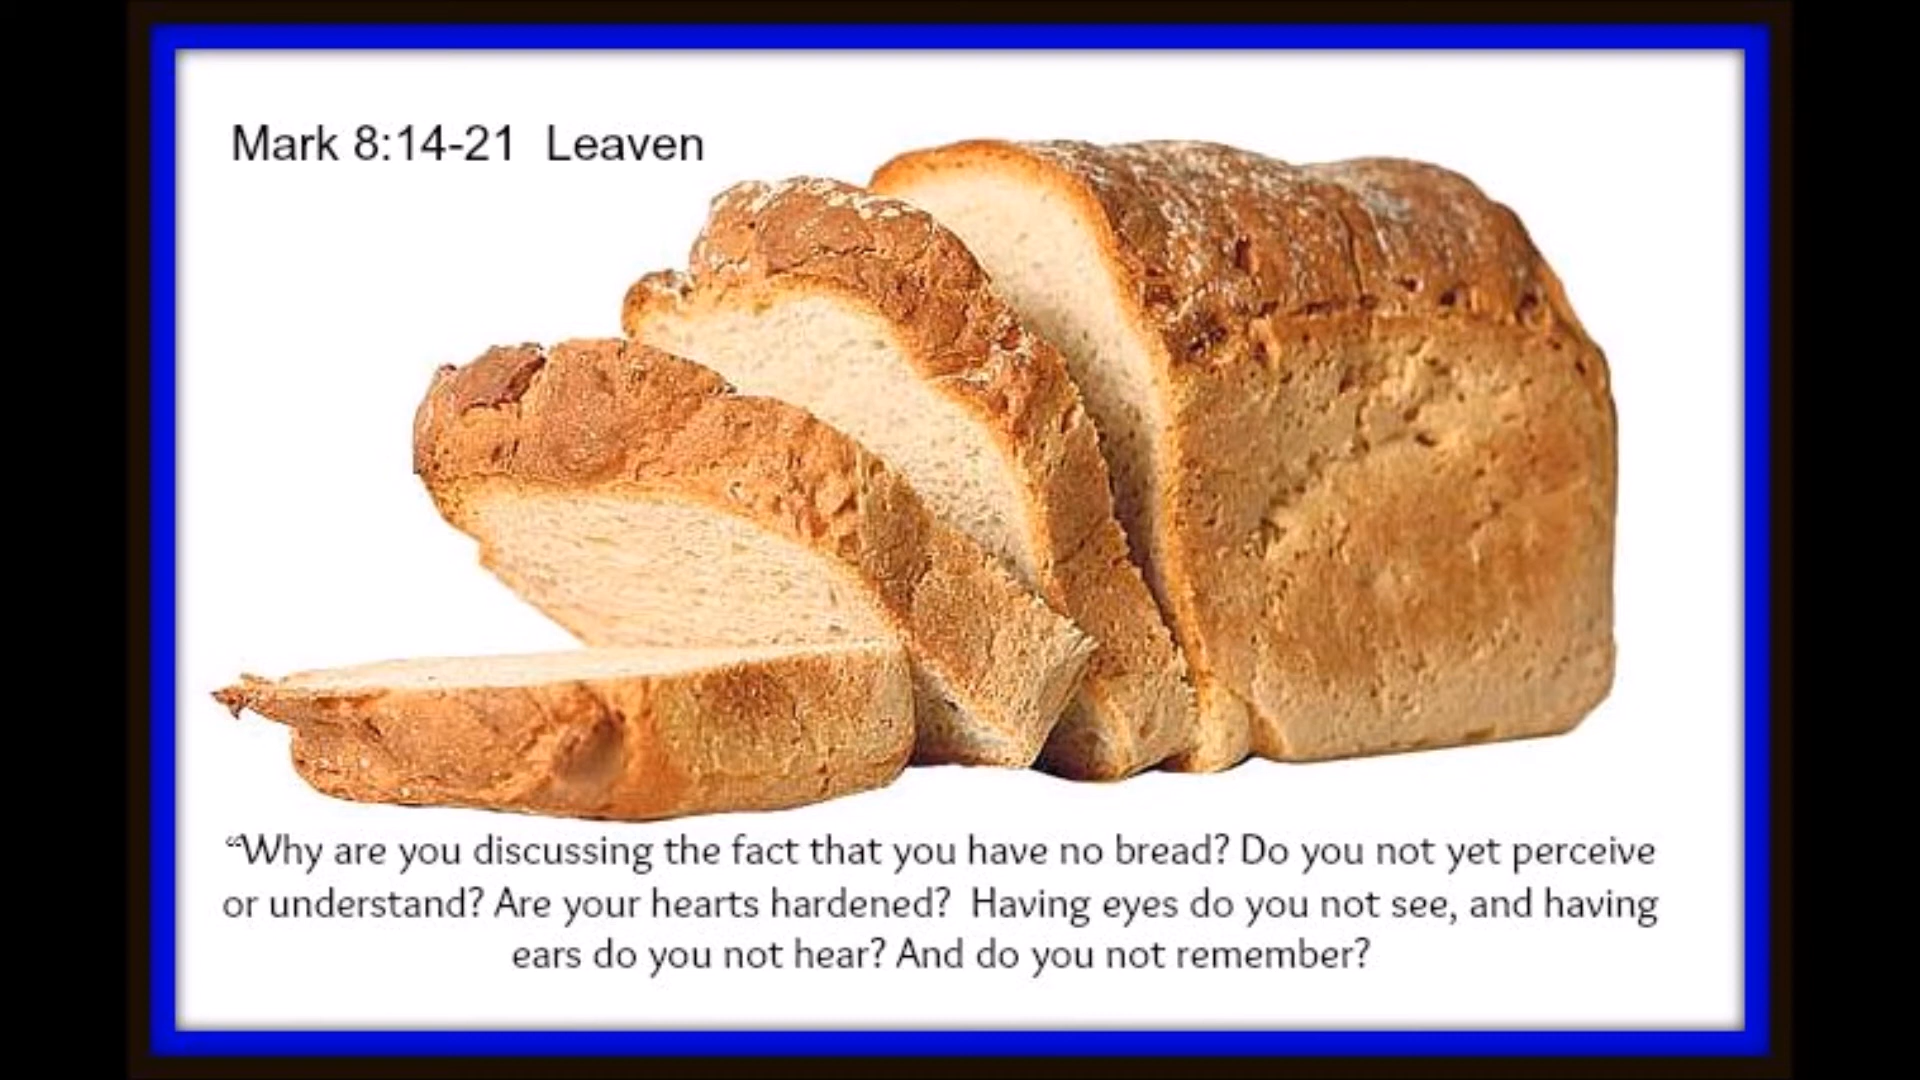 Mark 8:14-21  Leaven
“Why are you discussing the fact that you have no bread? Do you not yet perceive
or understand? Are your hearts hardened?  Having eyes do you not see, and having
ears do you not hear? And do you not remember?